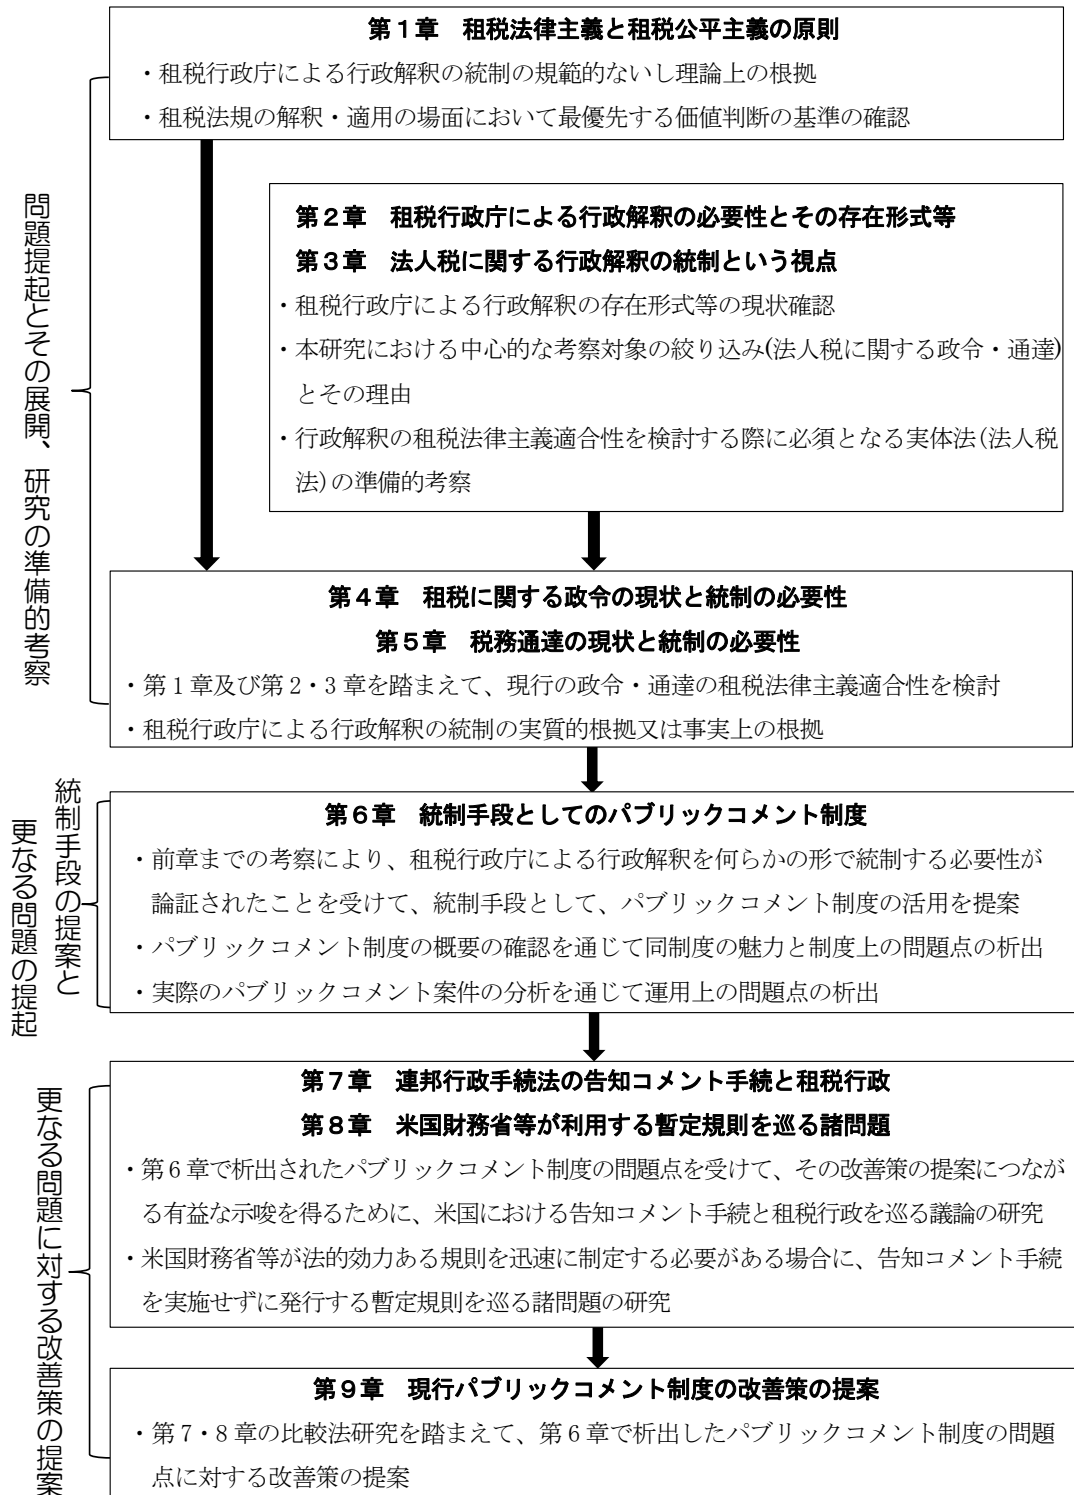 第１章　租税法律主義と租税公平主義の原則
・租税行政庁による行政解釈の統制の規範的ないし理論上の根拠
・租税法規の解釈・適用の場面において最優先する価値判断の基準の確認
第２章　租税行政庁による行政解釈の必要性とその存在形式等
第３章　法人税に関する行政解釈の統制という視点
・租税行政庁による行政解釈の存在形式等の現状確認
・本研究における中心的な考察対象の絞り込み(法人税に関する政令・通達)
とその理由
・行政解釈の租税法律主義適合性を検討する際に必須となる実体法(法人税
法)の準備的考察
第４章　租税に関する政令の現状と統制の必要性
第５章　税務通達の現状と統制の必要性
・第1章及び第2・3章を踏まえて、現行の政令・通達の租税法律主義適合性を検討
・租税行政庁による行政解釈の統制の実質的根拠又は事実上の根拠
問題提起とその展開、研究の準備的考察
第６章　統制手段としてのパブリックコメント制度
・前章までの考察により、租税行政庁による行政解釈を何らかの形で統制する必要性が
論証されたことを受けて、統制手段として、パブリックコメント制度の活用を提案
・パブリックコメント制度の概要の確認を通じて同制度の魅力と制度上の問題点の析出
・実際のパブリックコメント案件の分析を通じて運用上の問題点の析出
統制手段の提案と
更なる問題の提起
第７章　連邦行政手続法の告知コメント手続と租税行政
第８章　米国財務省等が利用する暫定規則を巡る諸問題
・第6章で析出されたパブリックコメント制度の問題点を受けて、その改善策の提案につなが
る有益な示唆を得るために、米国における告知コメント手続と租税行政を巡る議論の研究
・米国財務省等が法的効力ある規則を迅速に制定する必要がある場合に、告知コメント手続
を実施せずに発行する暫定規則を巡る諸問題の研究
第９章　現行パブリックコメント制度の改善策の提案
・第7・8章の比較法研究を踏まえて、第6章で析出したパブリックコメント制度の問題
点に対する改善策の提案
更なる問題に対する改善策の提案